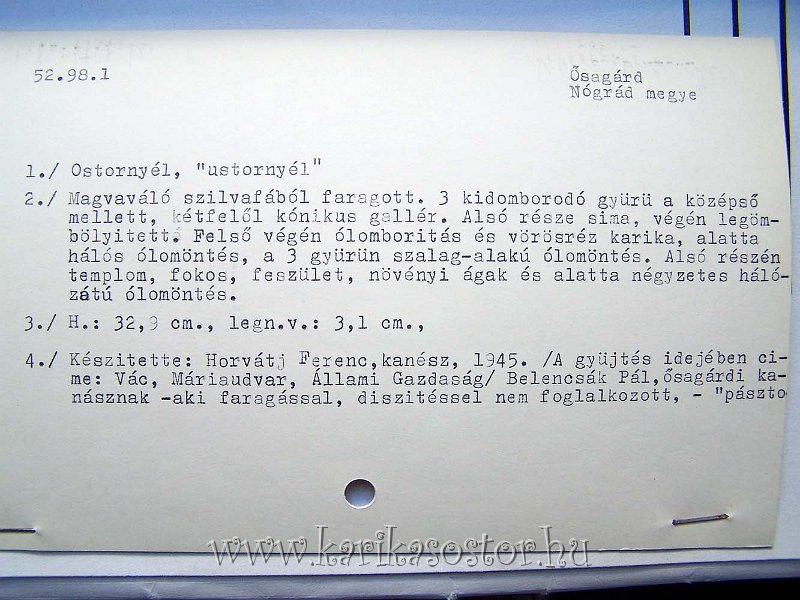 52.98.1
Ősagárd
Nógrád megye
1./ Ostornyél, "ustornyél"
2./ Magvaváló szilvafából faragott. 3 kidomborodó gyürü a középső
mellett, kétfelől kónikus gallér. Alsó része sima, végén legöm-
bölyitett. Felső végén ólomboritás és vörösréz karika, alatta
hálós ólomöntés, a 3 gyürün szalag-alakú ólomöntés. Alsó részén
templom, fokos, feszület, növényi ágak és alatta négyzetes háló-
zátú ólomöntés.
3./ H.: 32,9 cm., legn.v.: 3,1 cm.,
4./ Készitette: Horvátj Ferenc,kanész, 1945. /A gyüjtés idejében ci-
me: Vác, Máriaudvar, Állami Gazdaság/ Belencsák Pál,ősagárdi ka-
násznak -aki faragással, diszitéssel nem foglalkozott, - "pászto
www.karikasostor.hu